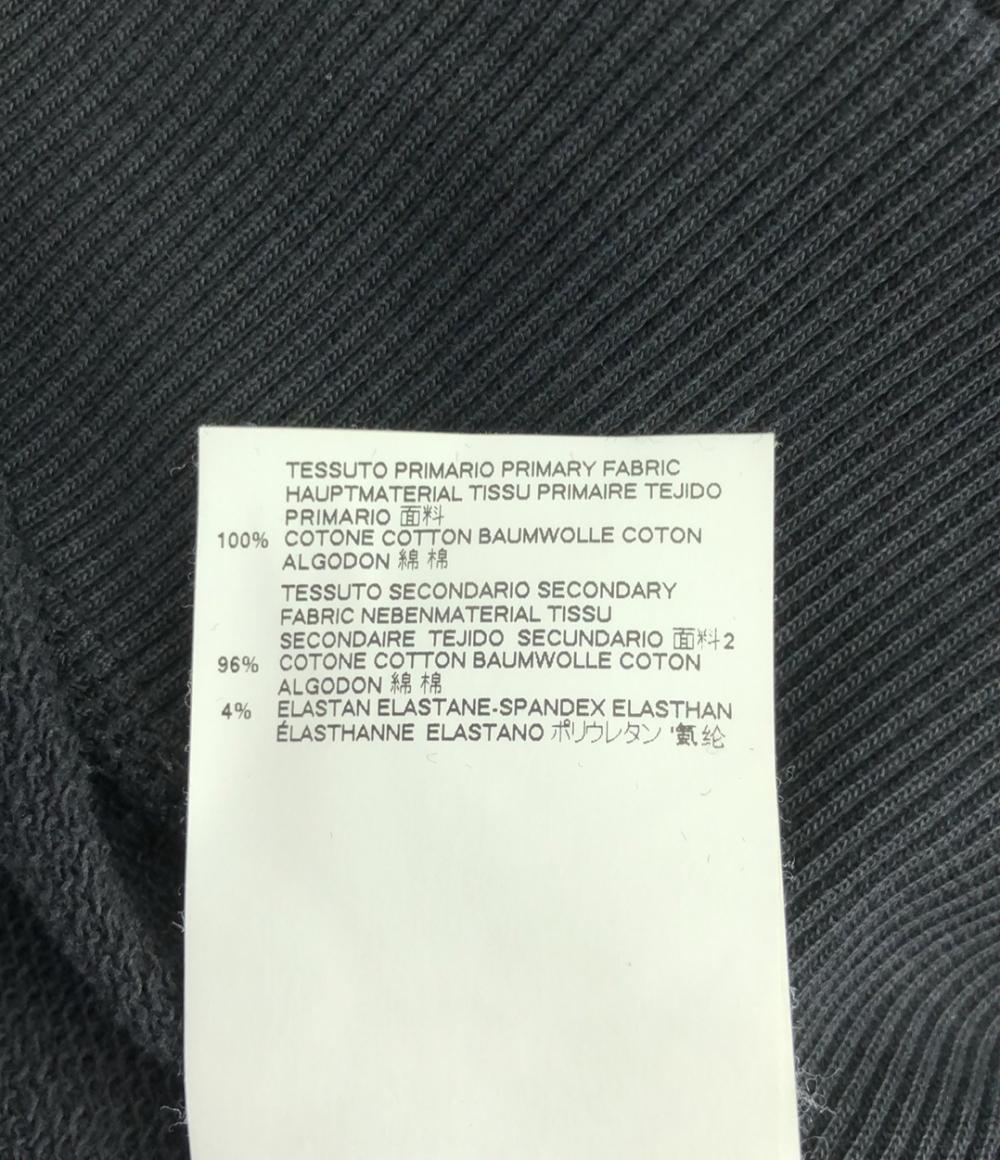 TESSUTO PRIMARIO PRIMARY FABRIC
HAUPTMATERIAL TISSU PRIMAIRE TEJIDO
PRIMARIO 面料
100% COTONE COTTON BAUMWOLLE COTON
ALGODON 綿 棉
TESSUTO SECONDARIO SECONDARY
FABRIC NEBENMATERIAL TISSU
SECONDAIRE TEJIDO SECUNDARIO 面料2
96% COTONE COTTON BAUMWOLLE COTON
ALGODON 綿 棉
4% ELASTAN ELASTANE-SPANDEX ELASTHAN
ÉLASTHANNE ELASTANO ポリウレタン '氨纶